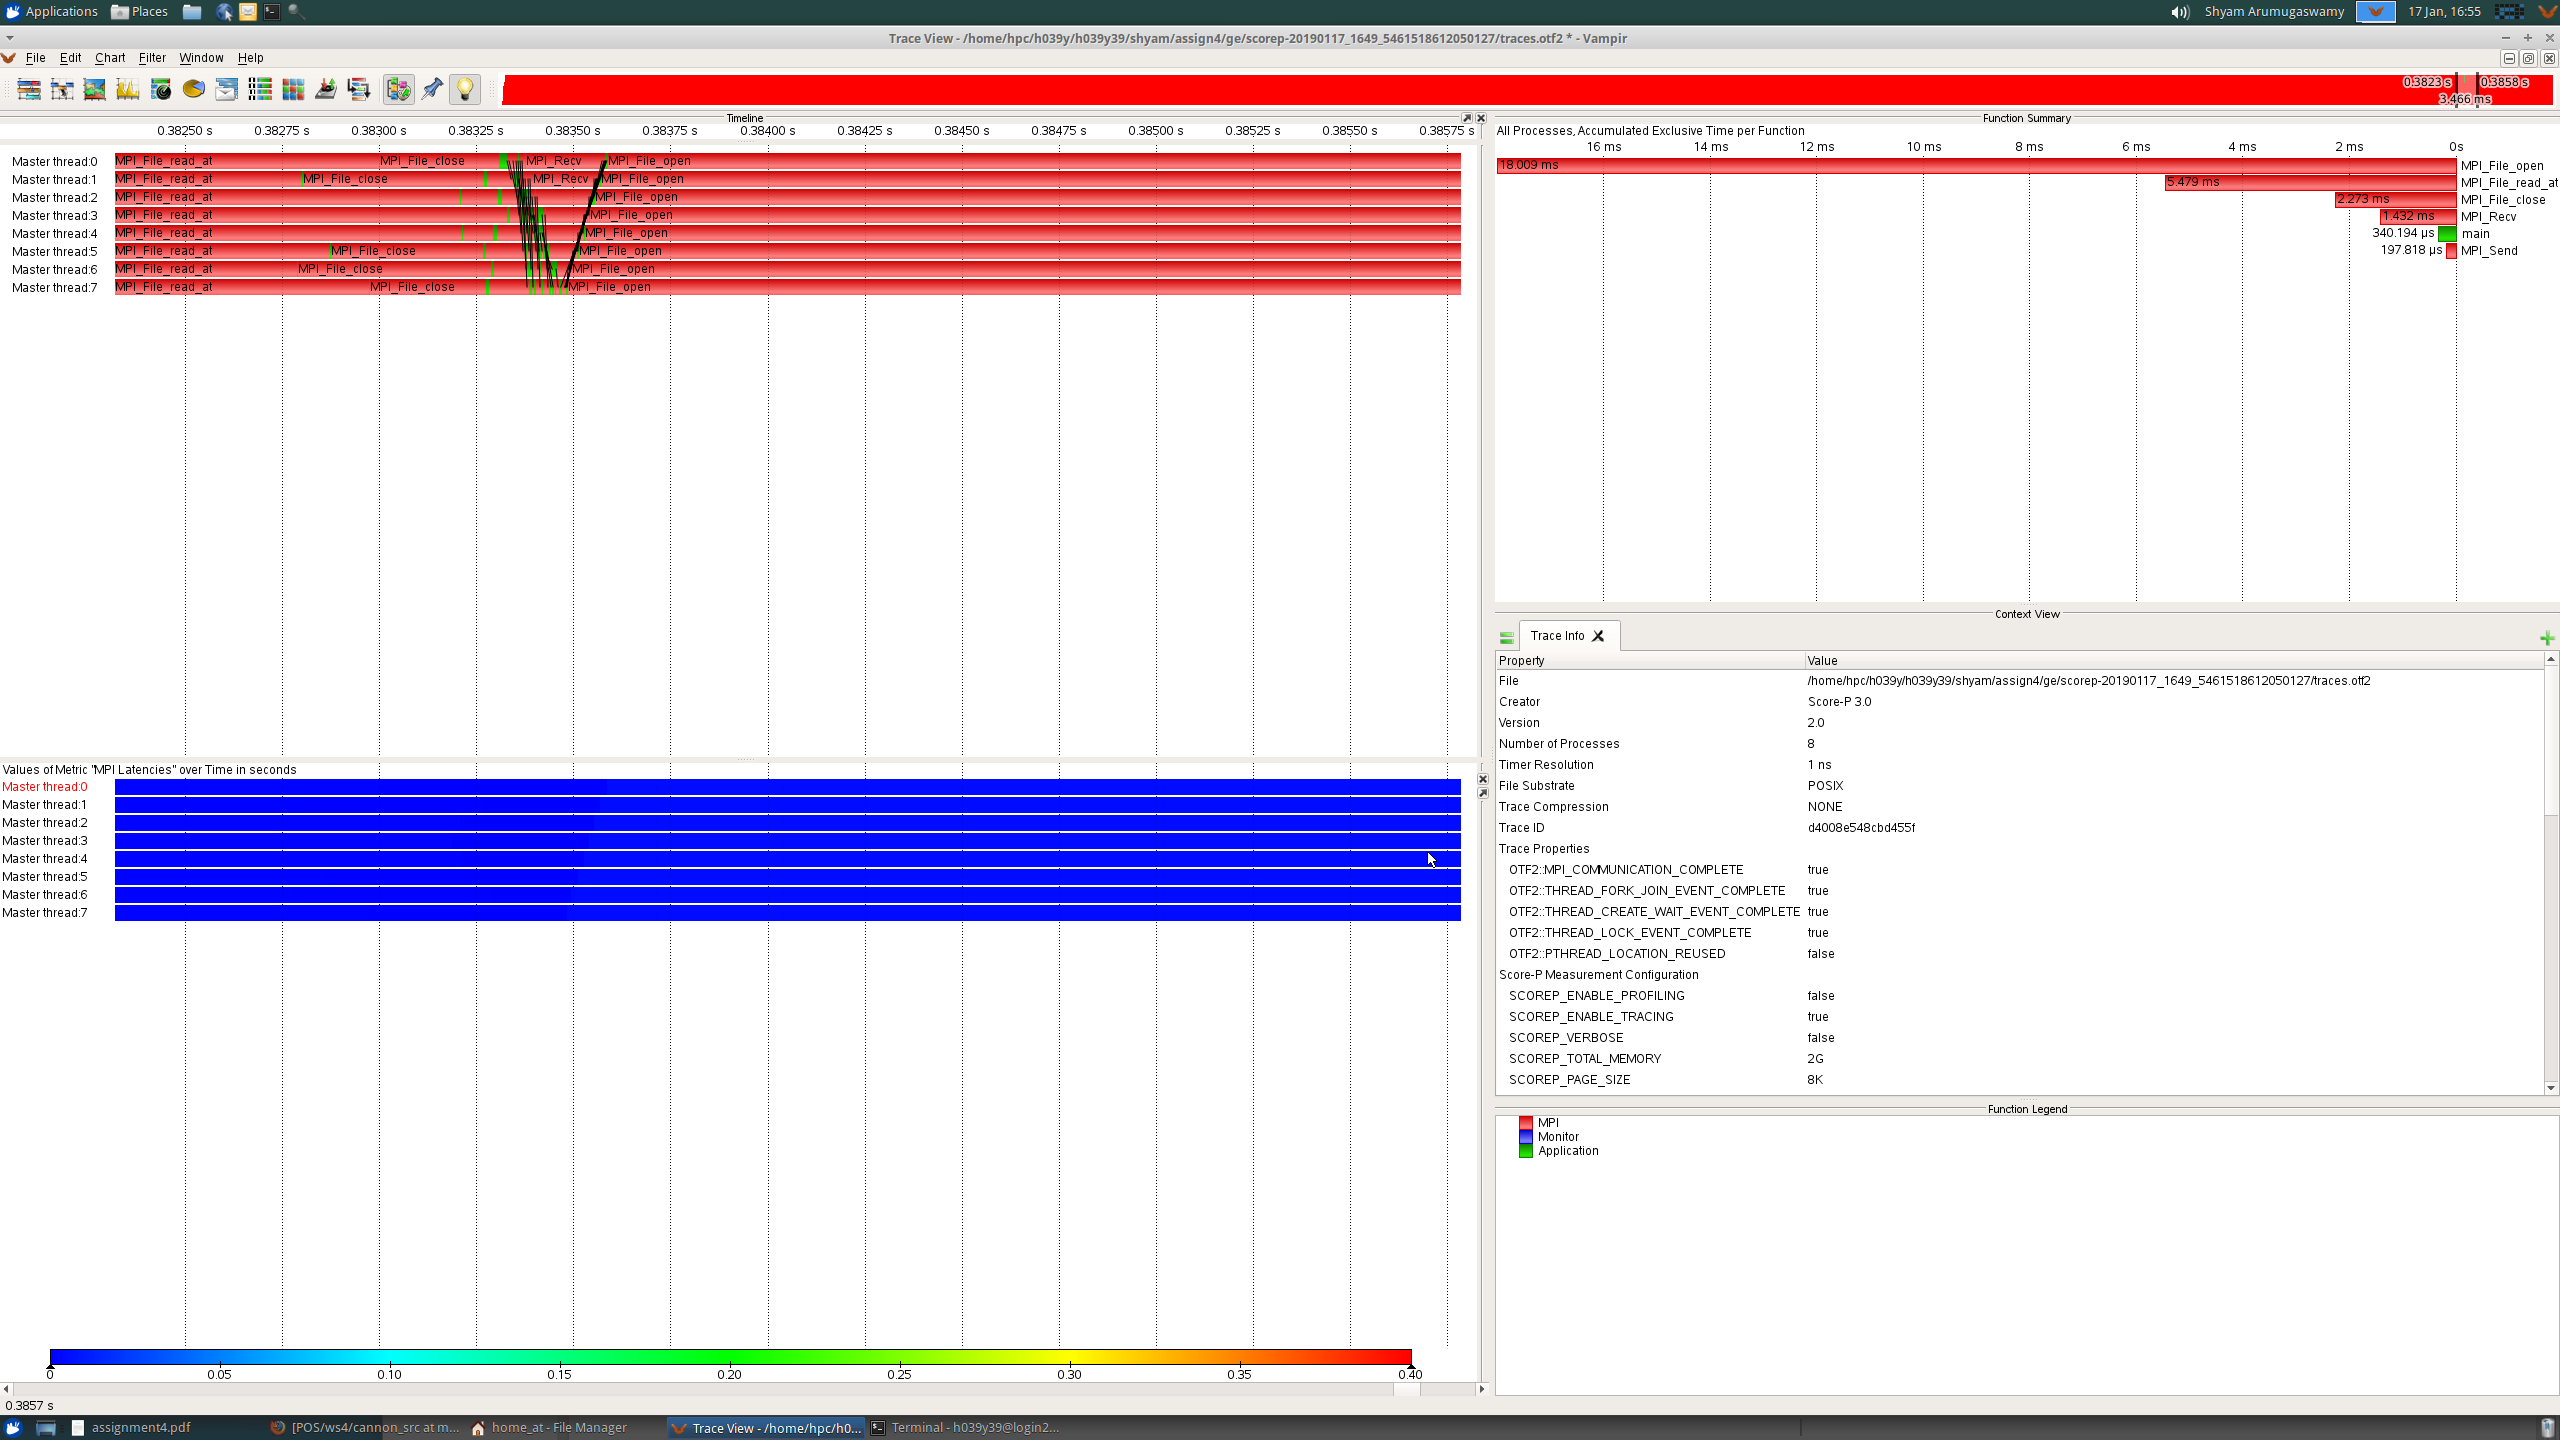 Applications Places Shyam Arumugaswamy 17 Jan, 16:55
Trace View - /home/hpc/h039y/h039y39/shyam/assign4/ge/scorep-20190117_1649_5461518612050127/traces.otf2 * - Vampir
File Edit Chart Filter Window Help
0.3823 s 0.3858 s
3.466 ms
Timeline
0.38250 s 0.38275 s 0.38300 s 0.38325 s 0.38350 s 0.38375 s 0.38400 s 0.38425 s 0.38450 s 0.38475 s 0.38500 s 0.38525 s 0.38550 s 0.38575 s
Master thread:0 MPI_File_read_at MPI_File_close MPI_Recv MPI_File_open
Master thread:1 MPI_File_read_at MPI_File_close MPI_Recv MPI_File_open
Master thread:2 MPI_File_read_at MPI_File_open
Master thread:3 MPI_File_read_at MPI_File_open
Master thread:4 MPI_File_read_at MPI_File_open
Master thread:5 MPI_File_read_at MPI_File_close MPI_File_open
Master thread:6 MPI_File_read_at MPI_File_close MPI_File_open
Master thread:7 MPI_File_read_at MPI_File_close MPI_File_open
Values of Metric "MPI Latencies" over Time in seconds
Master thread:0
Master thread:1
Master thread:2
Master thread:3
Master thread:4
Master thread:5
Master thread:6
Master thread:7
0 0.05 0.10 0.15 0.20 0.25 0.30 0.35 0.40
Function Summary
All Processes, Accumulated Exclusive Time per Function
16 ms 14 ms 12 ms 10 ms 8 ms 6 ms 4 ms 2 ms 0s
18.009 ms MPI_File_open
5.479 ms MPI_File_read_at
2.273 ms MPI_File_close
1.432 ms MPI_Recv
340.194 µs main
197.818 µs MPI_Send
Context View
Trace Info
Property Value
File /home/hpc/h039y/h039y39/shyam/assign4/ge/scorep-20190117_1649_5461518612050127/traces.otf2
Creator Score-P 3.0
Version 2.0
Number of Processes 8
Timer Resolution 1 ns
File Substrate POSIX
Trace Compression NONE
Trace ID d4008e548cbd455f
Trace Properties
OTF2::MPI_COMMUNICATION_COMPLETE true
OTF2::THREAD_FORK_JOIN_EVENT_COMPLETE true
OTF2::THREAD_CREATE_WAIT_EVENT_COMPLETE true
OTF2::THREAD_LOCK_EVENT_COMPLETE true
OTF2::PTHREAD_LOCATION_REUSED false
Score-P Measurement Configuration
SCOREP_ENABLE_PROFILING false
SCOREP_ENABLE_TRACING true
SCOREP_VERBOSE false
SCOREP_TOTAL_MEMORY 2G
SCOREP_PAGE_SIZE 8K
Function Legend
MPI
Monitor
Application
0.3857 s
assignment4.pdf [POS/ws4/cannon_src at m... home_at - File Manager Trace View - /home/hpc/h0... Terminal - h039y39@login2...